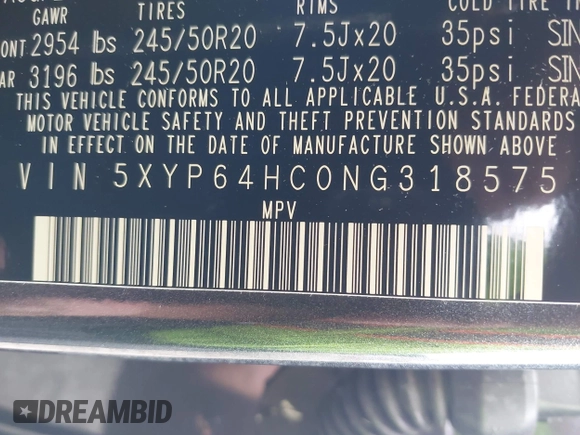 GAWR TIRES RIMS COLD TIRE
ONT 2954 lbs 245/50R20 7.5Jx20 35psi SIN
AR 3196 lbs 245/50R20 7.5Jx20 35psi SIN
THIS VEHICLE CONFORMS TO ALL APPLICABLE U.S.A. FEDERA
MOTOR VEHICLE SAFETY AND THEFT PREVENTION STANDARDS
IN EFFECT ON THE DATE OF MANUFACTURE SHOWN ABOVE
VIN 5XYP64HC0NG318575
MPV
DREAMBID